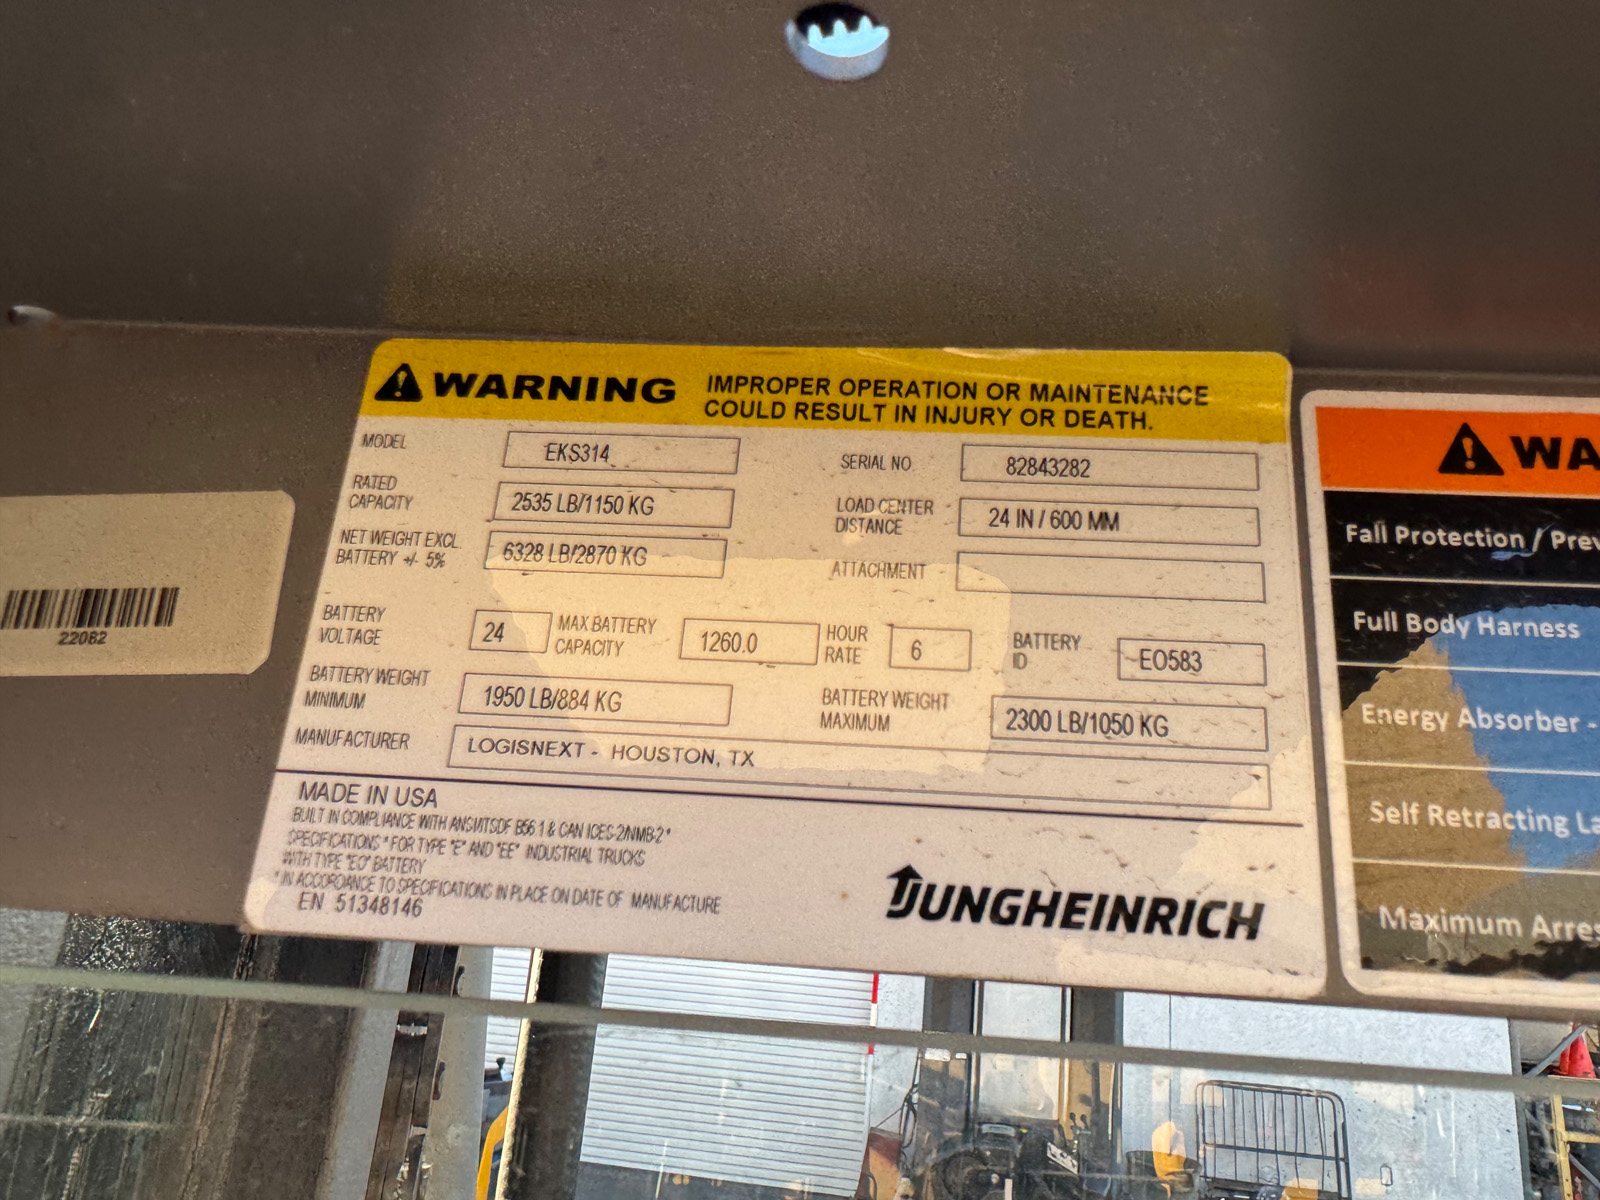 WARNING IMPROPER OPERATION OR MAINTENANCE
COULD RESULT IN INJURY OR DEATH.
MODEL EKS314 SERIAL NO 82843282
RATED CAPACITY 2535 LB/1150 KG LOAD CENTER DISTANCE 24 IN / 600 MM
NET WEIGHT EXCL. BATTERY +/- 5% 6328 LB/2870 KG ATTACHMENT
BATTERY VOLTAGE 24 MAX BATTERY CAPACITY 1260.0 HOUR RATE 6 BATTERY ID EO583
BATTERY WEIGHT MINIMUM 1950 LB/884 KG BATTERY WEIGHT MAXIMUM 2300 LB/1050 KG
MANUFACTURER LOGISNEXT - HOUSTON, TX
MADE IN USA
BUILT IN COMPLIANCE WITH ANSI/ITSDF B56.1 & CAN ICES-2/NMB-2*
SPECIFICATIONS * FOR TYPE "E" AND "EE" INDUSTRIAL TRUCKS
WITH TYPE "EO" BATTERY
* IN ACCORDANCE TO SPECIFICATIONS IN PLACE ON DATE OF MANUFACTURE
EN 51348146
JUNGHEINRICH
22082
WA
Fall Protection / Prev
Full Body Harness
Energy Absorber -
Self Retracting La
Maximum Arres